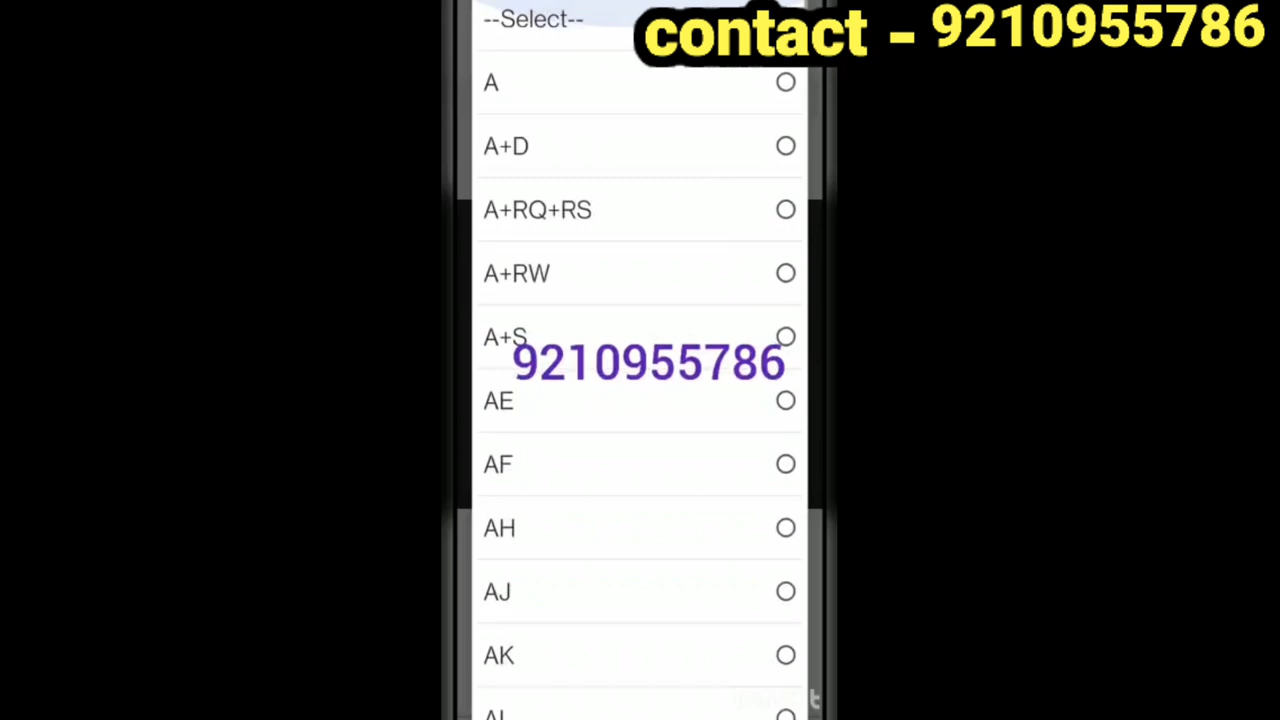 --Select--
contact - 9210955786
A
A+D
A+RQ+RS
A+RW
A+S
9210955786
AE
AF
AH
AJ
AK